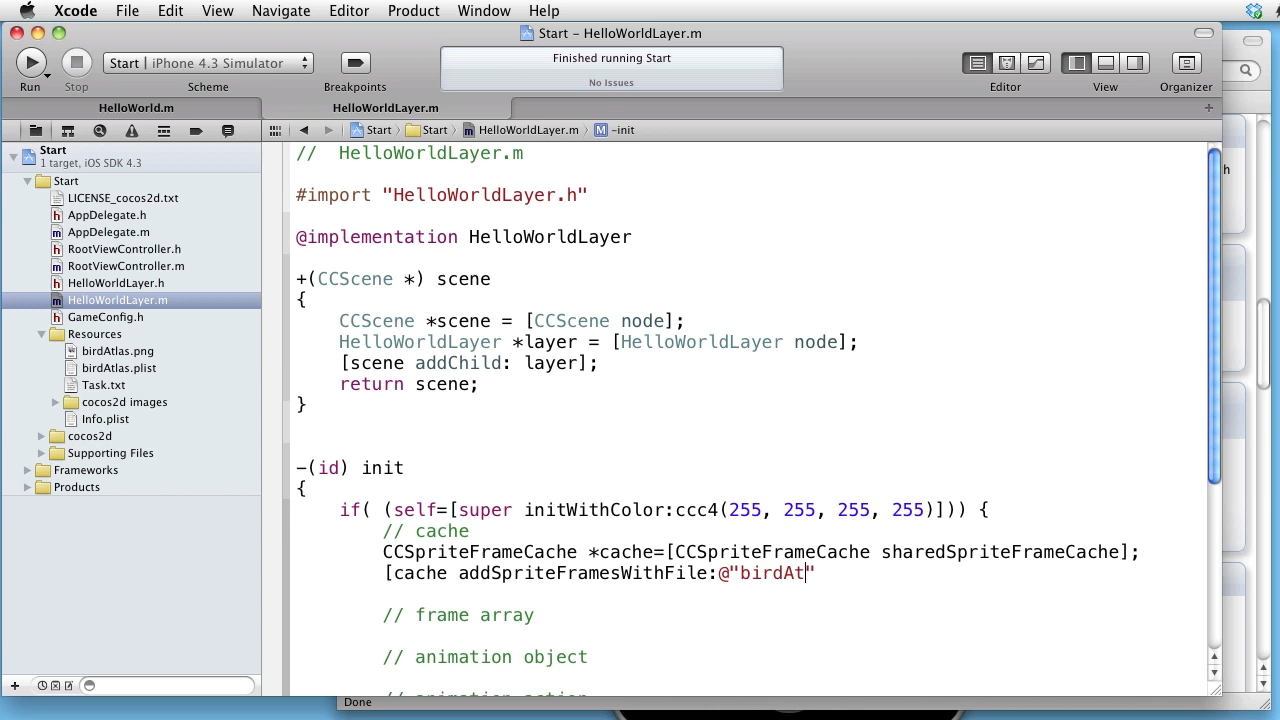 Xcode File Edit View Navigate Editor Product Window Help
Start – HelloWorldLayer.m
Start | iPhone 4.3 Simulator
Finished running Start
No Issues
Run Stop Scheme Breakpoints Editor View Organizer
HelloWorld.m HelloWorldLayer.m
Start Start HelloWorldLayer.m M -init
Start
1 target, iOS SDK 4.3
Start
LICENSE_cocos2d.txt
AppDelegate.h
AppDelegate.m
RootViewController.h
RootViewController.m
HelloWorldLayer.h
HelloWorldLayer.m
GameConfig.h
Resources
birdAtlas.png
birdAtlas.plist
Task.txt
cocos2d images
Info.plist
cocos2d
Supporting Files
Frameworks
Products
//  HelloWorldLayer.m
#import "HelloWorldLayer.h"
@implementation HelloWorldLayer
+(CCScene *) scene
{
    CCScene *scene = [CCScene node];
    HelloWorldLayer *layer = [HelloWorldLayer node];
    [scene addChild: layer];
    return scene;
}
-(id) init
{
    if( (self=[super initWithColor:ccc4(255, 255, 255, 255)])) {
        // cache
        CCSpriteFrameCache *cache=[CCSpriteFrameCache sharedSpriteFrameCache];
        [cache addSpriteFramesWithFile:@"birdAt"
        // frame array
        // animation object
        // animation action
h
Done